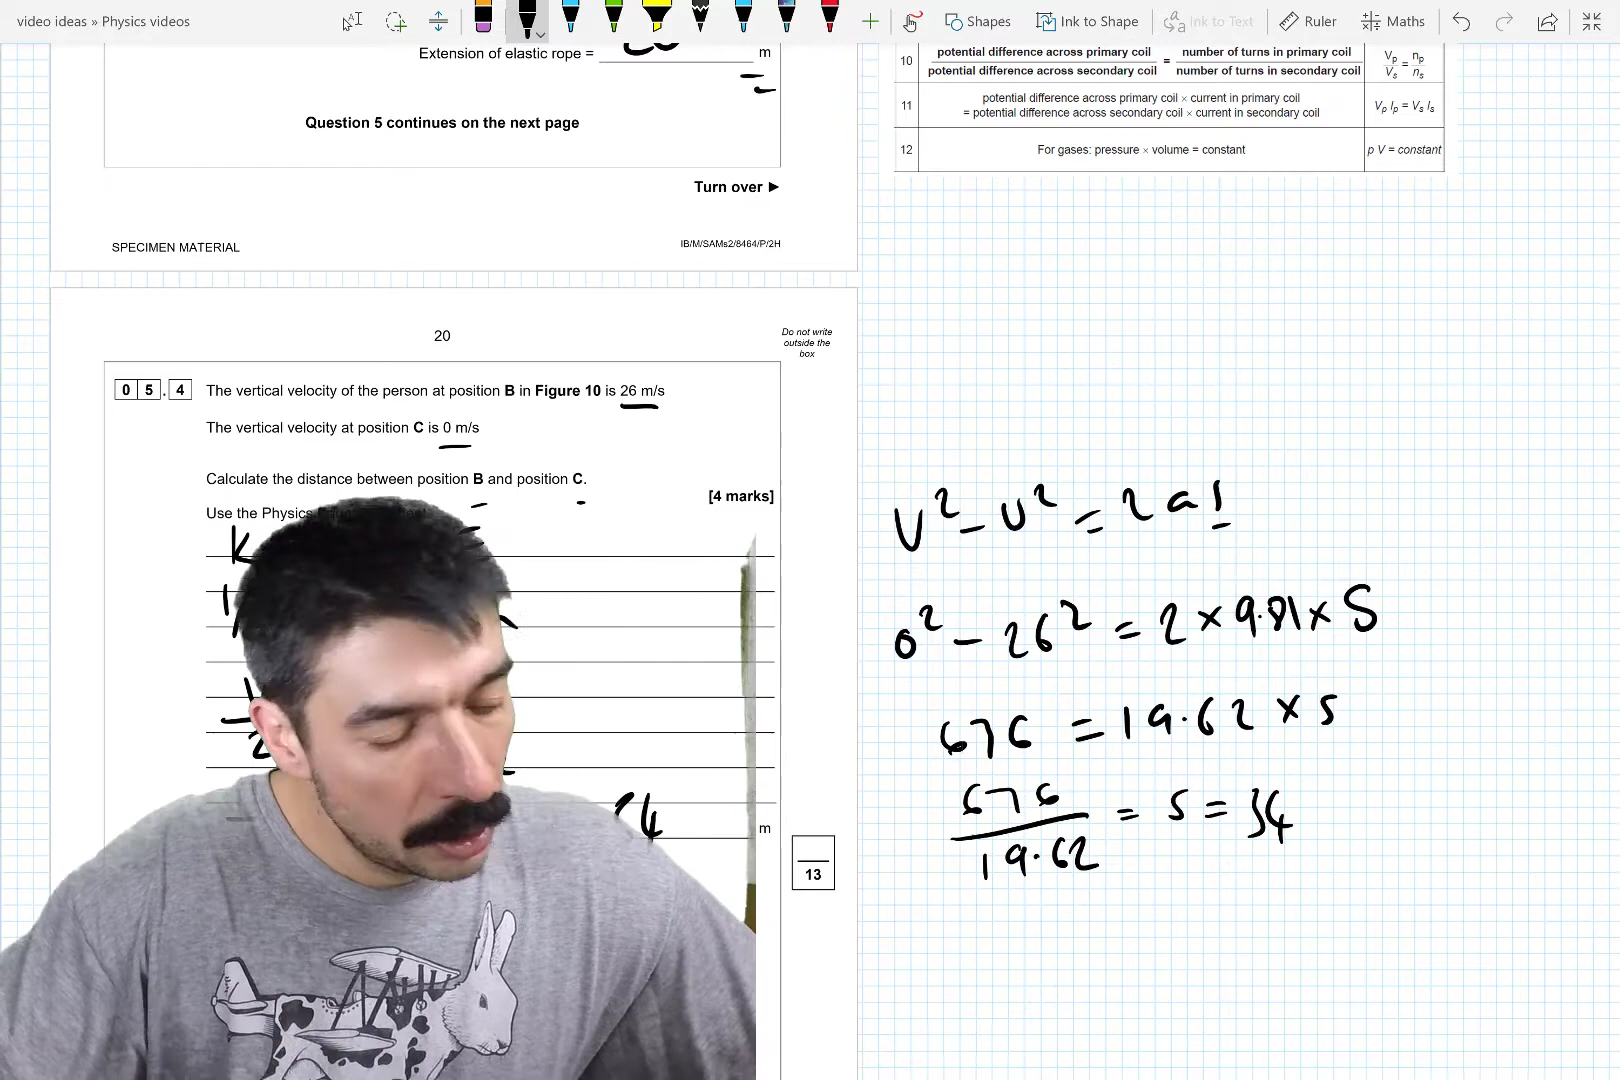 video ideas » Physics videos
Shapes
Ink to Shape
Ink to Text
Ruler
Maths
Extension of elastic rope = m
Question 5 continues on the next page
Turn over ►
SPECIMEN MATERIAL
IB/M/SAMs2/8464/P/2H
20
Do not write
outside the
box
0 5 . 4 The vertical velocity of the person at position B in Figure 10 is 26 m/s
The vertical velocity at position C is 0 m/s
Calculate the distance between position B and position C.
[4 marks]
Use the Physics
m
13
10 potential difference across primary coil / potential difference across secondary coil = number of turns in primary coil / number of turns in secondary coil Vp/Vs = np/ns
11 potential difference across primary coil × current in primary coil
= potential difference across secondary coil × current in secondary coil Vp Ip = Vs Is
12 For gases: pressure × volume = constant p V = constant
v² - u² = 2as
0² - 26² = 2 × 9.81 × s
676 = 19.62 × s
676 / 19.62 = s = 34